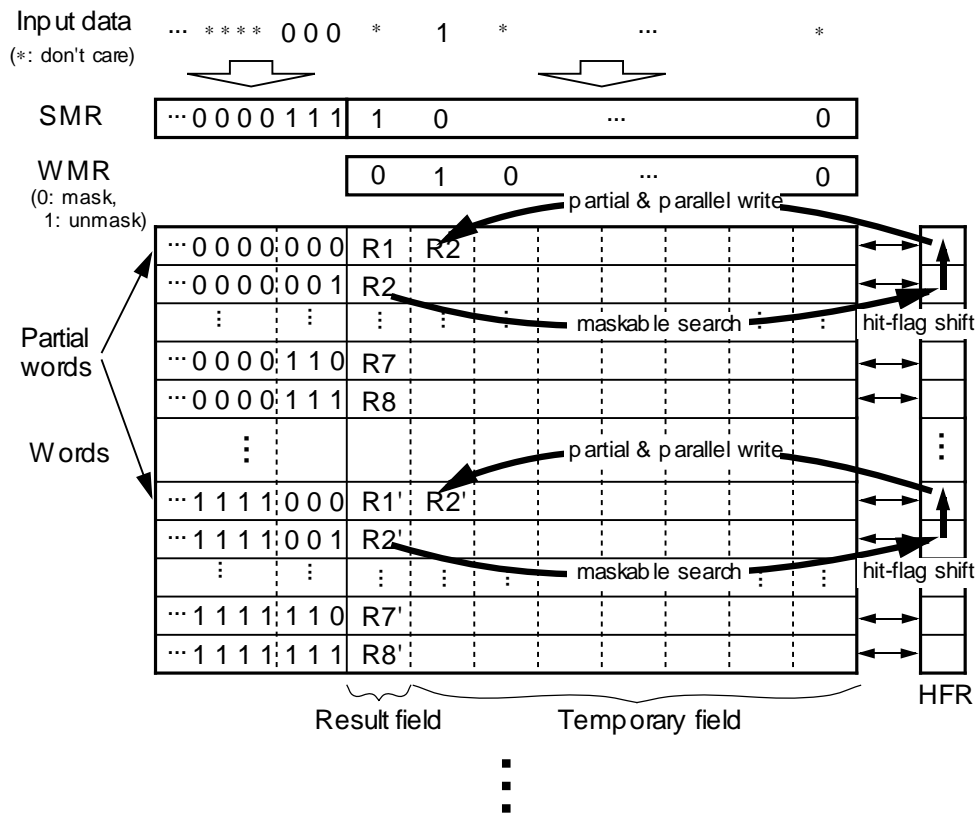 Input data ··· * * * * 0 0 0 * 1 * ··· *
(*: don't care)
SMR ··· 0 0 0 0 1 1 1 1 0 ··· 0
WMR 0 1 0 ··· 0
(0: mask,
1: unmask)
partial & parallel write
··· 0 0 0 0 0 0 0 R1 R2
··· 0 0 0 0 0 0 1 R2
maskable search hit-flag shift
Partial
words
··· 0 0 0 0 1 1 0 R7
··· 0 0 0 0 1 1 1 R8
Words
partial & parallel write
··· 1 1 1 1 0 0 0 R1' R2'
··· 1 1 1 1 0 0 1 R2'
maskable search hit-flag shift
··· 1 1 1 1 1 1 0 R7'
··· 1 1 1 1 1 1 1 R8'
HFR
Result field Temporary field